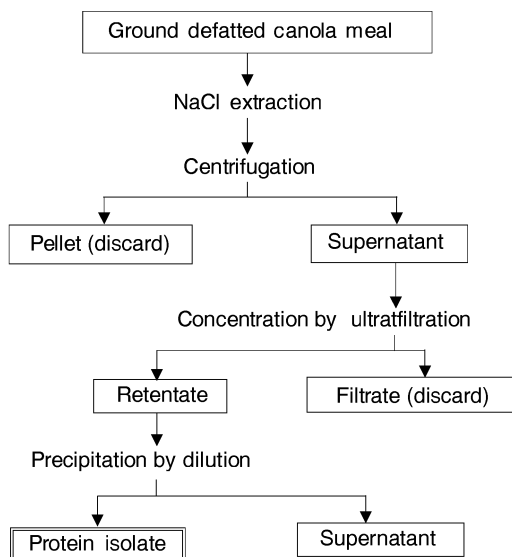 Ground defatted canola meal
NaCl extraction
Centrifugation
Pellet (discard)
Supernatant
Concentration by ultratfiltration
Retentate
Filtrate (discard)
Precipitation by dilution
Protein isolate
Supernatant